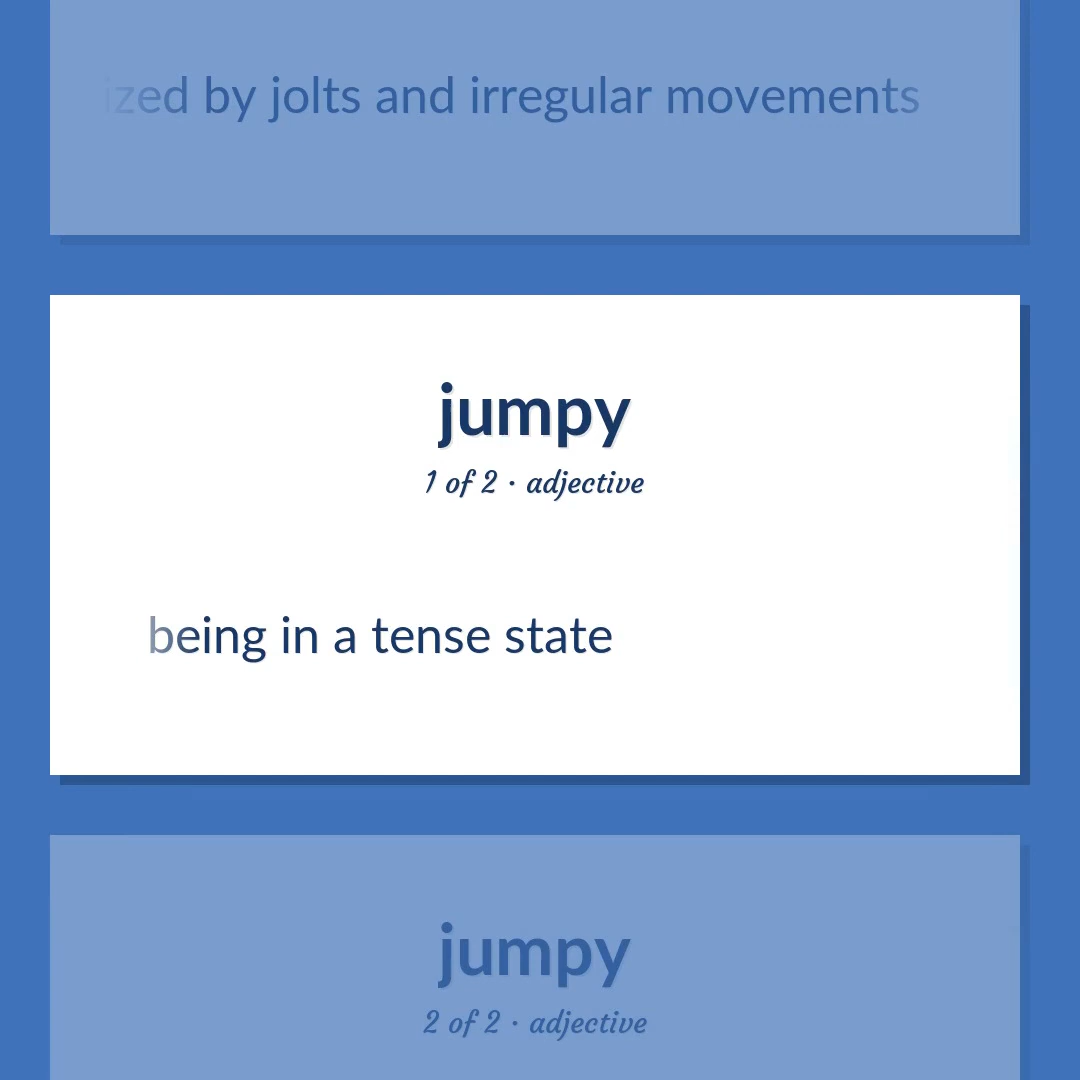 ized by jolts and irregular movements
jumpy
1 of 2 · adjective
being in a tense state
jumpy
2 of 2 · adjective